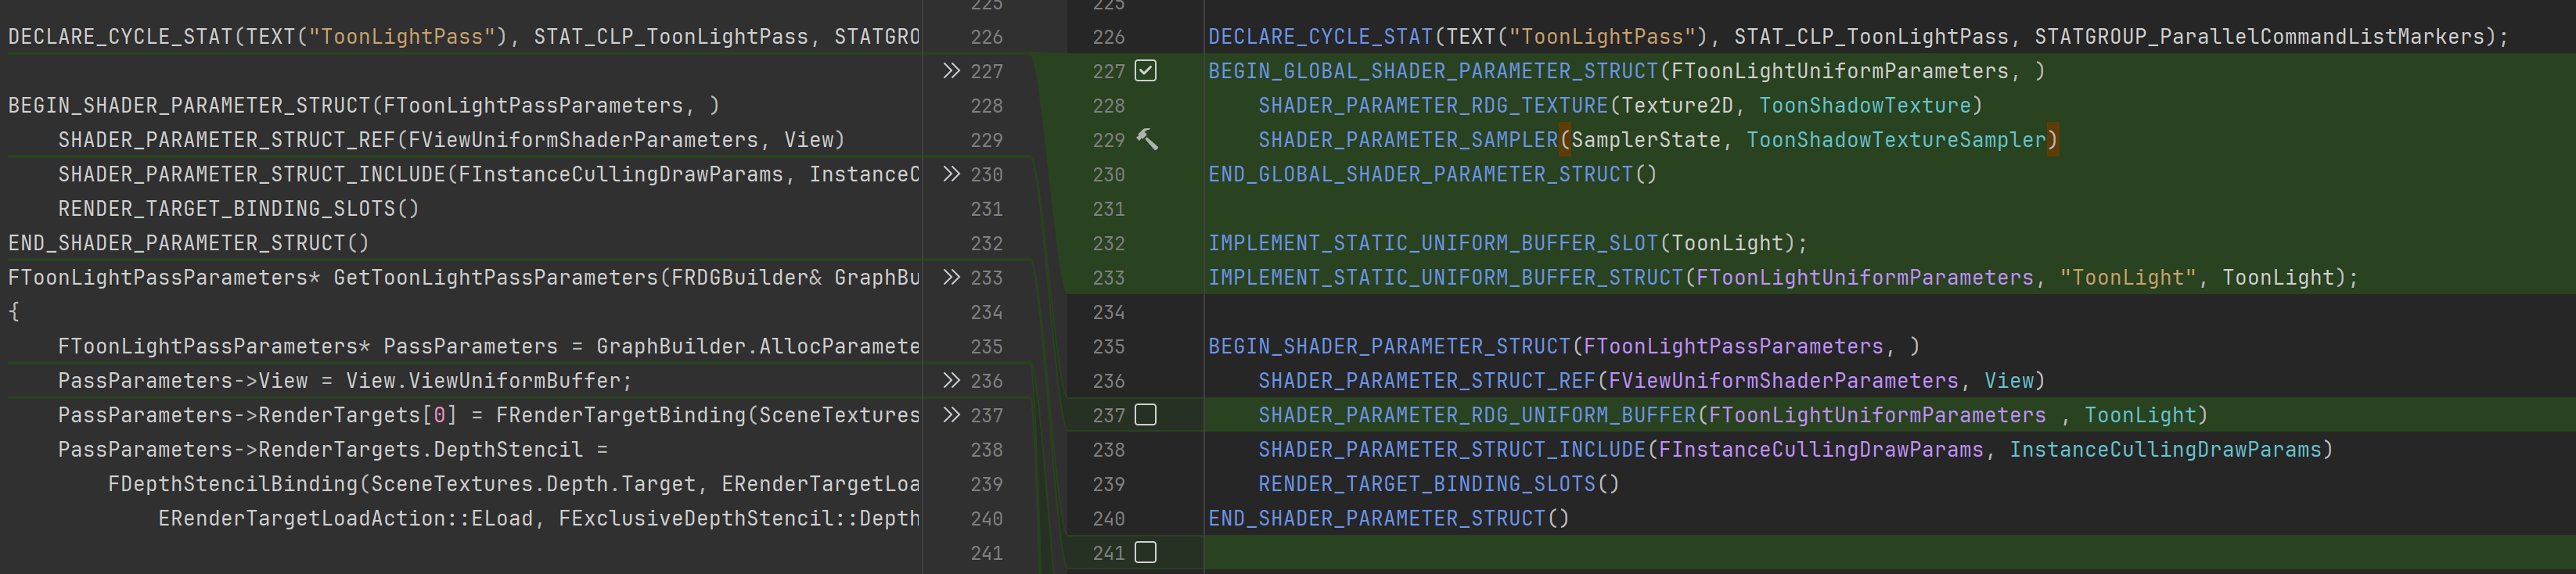 225
DECLARE_CYCLE_STAT(TEXT("ToonLightPass"), STAT_CLP_ToonLightPass, STATGRO
226
227
BEGIN_SHADER_PARAMETER_STRUCT(FToonLightPassParameters, )
228
SHADER_PARAMETER_STRUCT_REF(FViewUniformShaderParameters, View)
229
SHADER_PARAMETER_STRUCT_INCLUDE(FInstanceCullingDrawParams, InstanceC
230
RENDER_TARGET_BINDING_SLOTS()
231
END_SHADER_PARAMETER_STRUCT()
232
FToonLightPassParameters* GetToonLightPassParameters(FRDGBuilder& GraphBu
233
{
234
FToonLightPassParameters* PassParameters = GraphBuilder.AllocParamete
235
PassParameters->View = View.ViewUniformBuffer;
236
PassParameters->RenderTargets[0] = FRenderTargetBinding(SceneTextures
237
PassParameters->RenderTargets.DepthStencil =
238
FDepthStencilBinding(SceneTextures.Depth.Target, ERenderTargetLoa
239
ERenderTargetLoadAction::ELoad, FExclusiveDepthStencil::Depth
240
241
225
226 DECLARE_CYCLE_STAT(TEXT("ToonLightPass"), STAT_CLP_ToonLightPass, STATGROUP_ParallelCommandListMarkers);
227 BEGIN_GLOBAL_SHADER_PARAMETER_STRUCT(FToonLightUniformParameters, )
228 SHADER_PARAMETER_RDG_TEXTURE(Texture2D, ToonShadowTexture)
229 SHADER_PARAMETER_SAMPLER(SamplerState, ToonShadowTextureSampler)
230 END_GLOBAL_SHADER_PARAMETER_STRUCT()
231
232 IMPLEMENT_STATIC_UNIFORM_BUFFER_SLOT(ToonLight);
233 IMPLEMENT_STATIC_UNIFORM_BUFFER_STRUCT(FToonLightUniformParameters, "ToonLight", ToonLight);
234
235 BEGIN_SHADER_PARAMETER_STRUCT(FToonLightPassParameters, )
236 SHADER_PARAMETER_STRUCT_REF(FViewUniformShaderParameters, View)
237 SHADER_PARAMETER_RDG_UNIFORM_BUFFER(FToonLightUniformParameters , ToonLight)
238 SHADER_PARAMETER_STRUCT_INCLUDE(FInstanceCullingDrawParams, InstanceCullingDrawParams)
239 RENDER_TARGET_BINDING_SLOTS()
240 END_SHADER_PARAMETER_STRUCT()
241